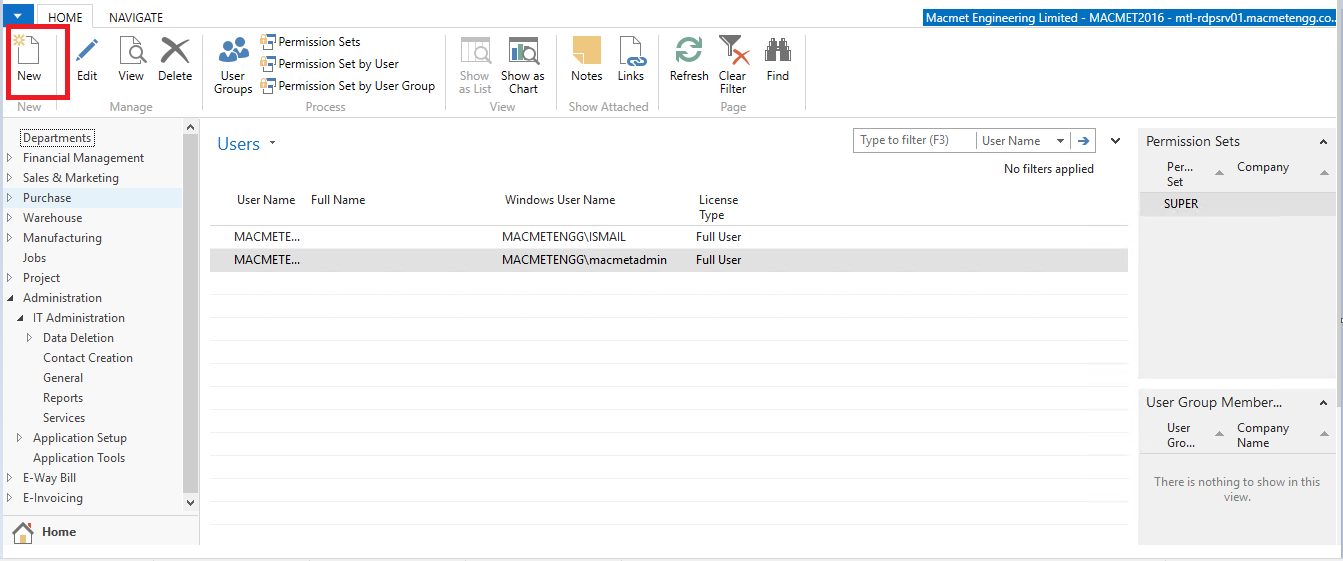 HOME NAVIGATE
Macmet Engineering Limited - MACMET2016 - mtl-rdpsrv01.macmetengg.co...
New
Edit
View
Delete
User
Groups
Permission Sets
Permission Set by User
Permission Set by User Group
Show
as List
Show as
Chart
Notes
Links
Refresh
Clear
Filter
Find
New
Manage
Process
View
Show Attached
Page
Departments
Financial Management
Sales & Marketing
Purchase
Warehouse
Manufacturing
Jobs
Project
Administration
IT Administration
Data Deletion
Contact Creation
General
Reports
Services
Application Setup
Application Tools
E-Way Bill
E-Invoicing
Home
Users
Type to filter (F3) User Name
No filters applied
User Name Full Name Windows User Name License
Type
MACMETE... MACMETENGG\ISMAIL Full User
MACMETE... MACMETENGG\macmetadmin Full User
Permission Sets
Per...
Set
Company
SUPER
User Group Member...
User
Gro...
Company
Name
There is nothing to show in this
view.